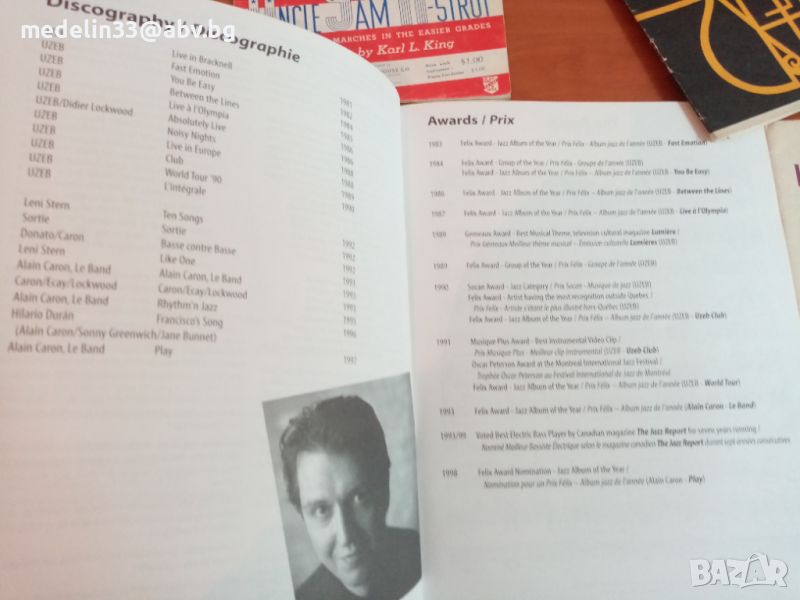 UNCLE SAM A-STRUT
MARCHES IN THE EASIER GRADES
by Karl L. King
$1.00
Discography / Discographie
medelin33@abv.bg
UZEB Live in Bracknell 1981
UZEB Fast Emotion 1982
UZEB You Be Easy 1984
UZEB Between the Lines 1985
UZEB Live à l'Olympia 1986
UZEB/Didier Lockwood Absolutely Live 1986
UZEB Noisy Nights 1988
UZEB Live in Europe 1988
UZEB Club 1989
UZEB World Tour '90 1990
L'intégrale
Leni Stern Ten Songs 1992
Sortie Sortie 1992
Donato/Caron Basse contre Basse 1992
Leni Stern Like One 1993
Alain Caron, Le Band Alain Caron, Le Band 1993
Caron/Ecay/Lockwood Caron/Ecay/Lockwood
Alain Caron, Le Band Rhythm'n Jazz 1995
Hilario Durán Francisco's Song 1996
(Alain Caron/Sonny Greenwich/Jane Bunnet)
Alain Caron, Le Band Play 1997
Awards / Prix
1983 Felix Award - Jazz Album of the Year / Prix Félix - Album jazz de l'année (UZEB - Fast Emotion)
1984 Felix Award - Group of the Year / Prix Félix - Groupe de l'année (UZEB)
Felix Award - Jazz Album of the Year / Prix Félix – Album jazz de l'année (UZEB - You Be Easy)
1986 Felix Award - Jazz Album of the Year / Prix Félix – Album jazz de l'année (UZEB - Between the Lines)
1987 Felix Award - Jazz Album of the Year / Prix Félix – Album jazz de l'année (UZEB - Live à l'Olympia)
1989 Gemeaux Award - Best Musical Theme, television cultural magazine Lumière /
Prix Gémeaux Meilleur thème musical - Émission culturelle Lumières (UZEB)
1989 Felix Award - Group of the Year / Prix Félix - Groupe de l'année (UZEB)
1990 Socan Award - Jazz Category / Prix Socan - Musique de jazz (UZEB)
Felix Award - Artist having the most recognition outside Quebec /
Prix Félix - Artiste s'étant le plus illustré hors-Québec (UZEB)
Felix Award - Jazz Album of the Year / Prix Félix – Album jazz de l'année (UZEB - Uzeb Club)
1991 Musique Plus Award - Best Instrumental Video Clip /
Prix Musique Plus - Meilleur clip instrumental (UZEB - Uzeb Club)
Oscar Peterson Award at the Montreal International Jazz Festival /
Trophée Oscar Peterson au Festival International de Jazz de Montréal
Felix Award - Jazz Album of the Year / Prix Félix – Album jazz de l'année (UZEB - World Tour)
1993 Felix Award - Jazz Album of the Year / Prix Félix – Album jazz de l'année (Alain Caron - Le Band)
1993/99 Voted Best Electric Bass Player by Canadian magazine The Jazz Report for seven years running /
Nommé Meilleur Bassiste Électrique selon le magazine canadien The Jazz Report durant sept années consécutives
1998 Felix Award Nomination - Jazz Album of the Year /
Nomination pour un Prix Félix – Album jazz de l'année (Alain Caron - Play)
BAZAR